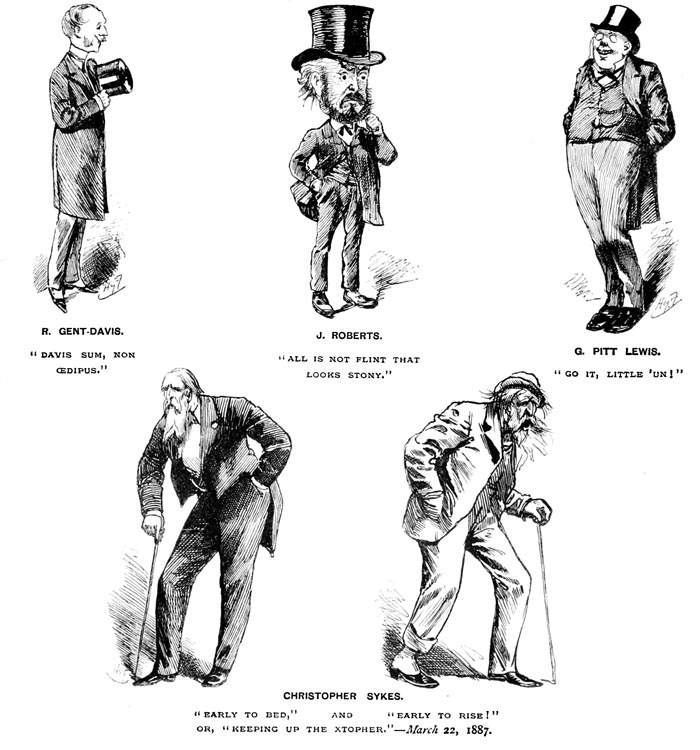 R. GENT-DAVIS.
"DAVIS SUM, NON
ŒDIPUS."
J. ROBERTS.
"ALL IS NOT FLINT THAT
LOOKS STONY."
G. PITT LEWIS.
"GO IT, LITTLE 'UN!"
CHRISTOPHER SYKES.
"EARLY TO BED," AND "EARLY TO RISE!"
OR, "KEEPING UP THE XTOPHER."—March 22, 1887.